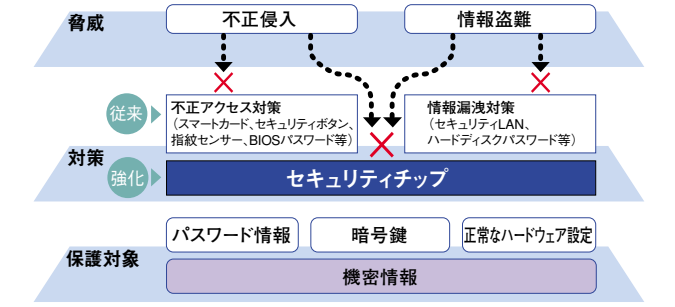 脅威
不正侵入
情報盗難
従来
不正アクセス対策
(スマートカード、セキュリティボタン、
指紋センサー、BIOSパスワード等)
情報漏洩対策
(セキュリティLAN、
ハードディスクパスワード等)
対策
強化
セキュリティチップ
パスワード情報
暗号鍵
正常なハードウェア設定
保護対象
機密情報